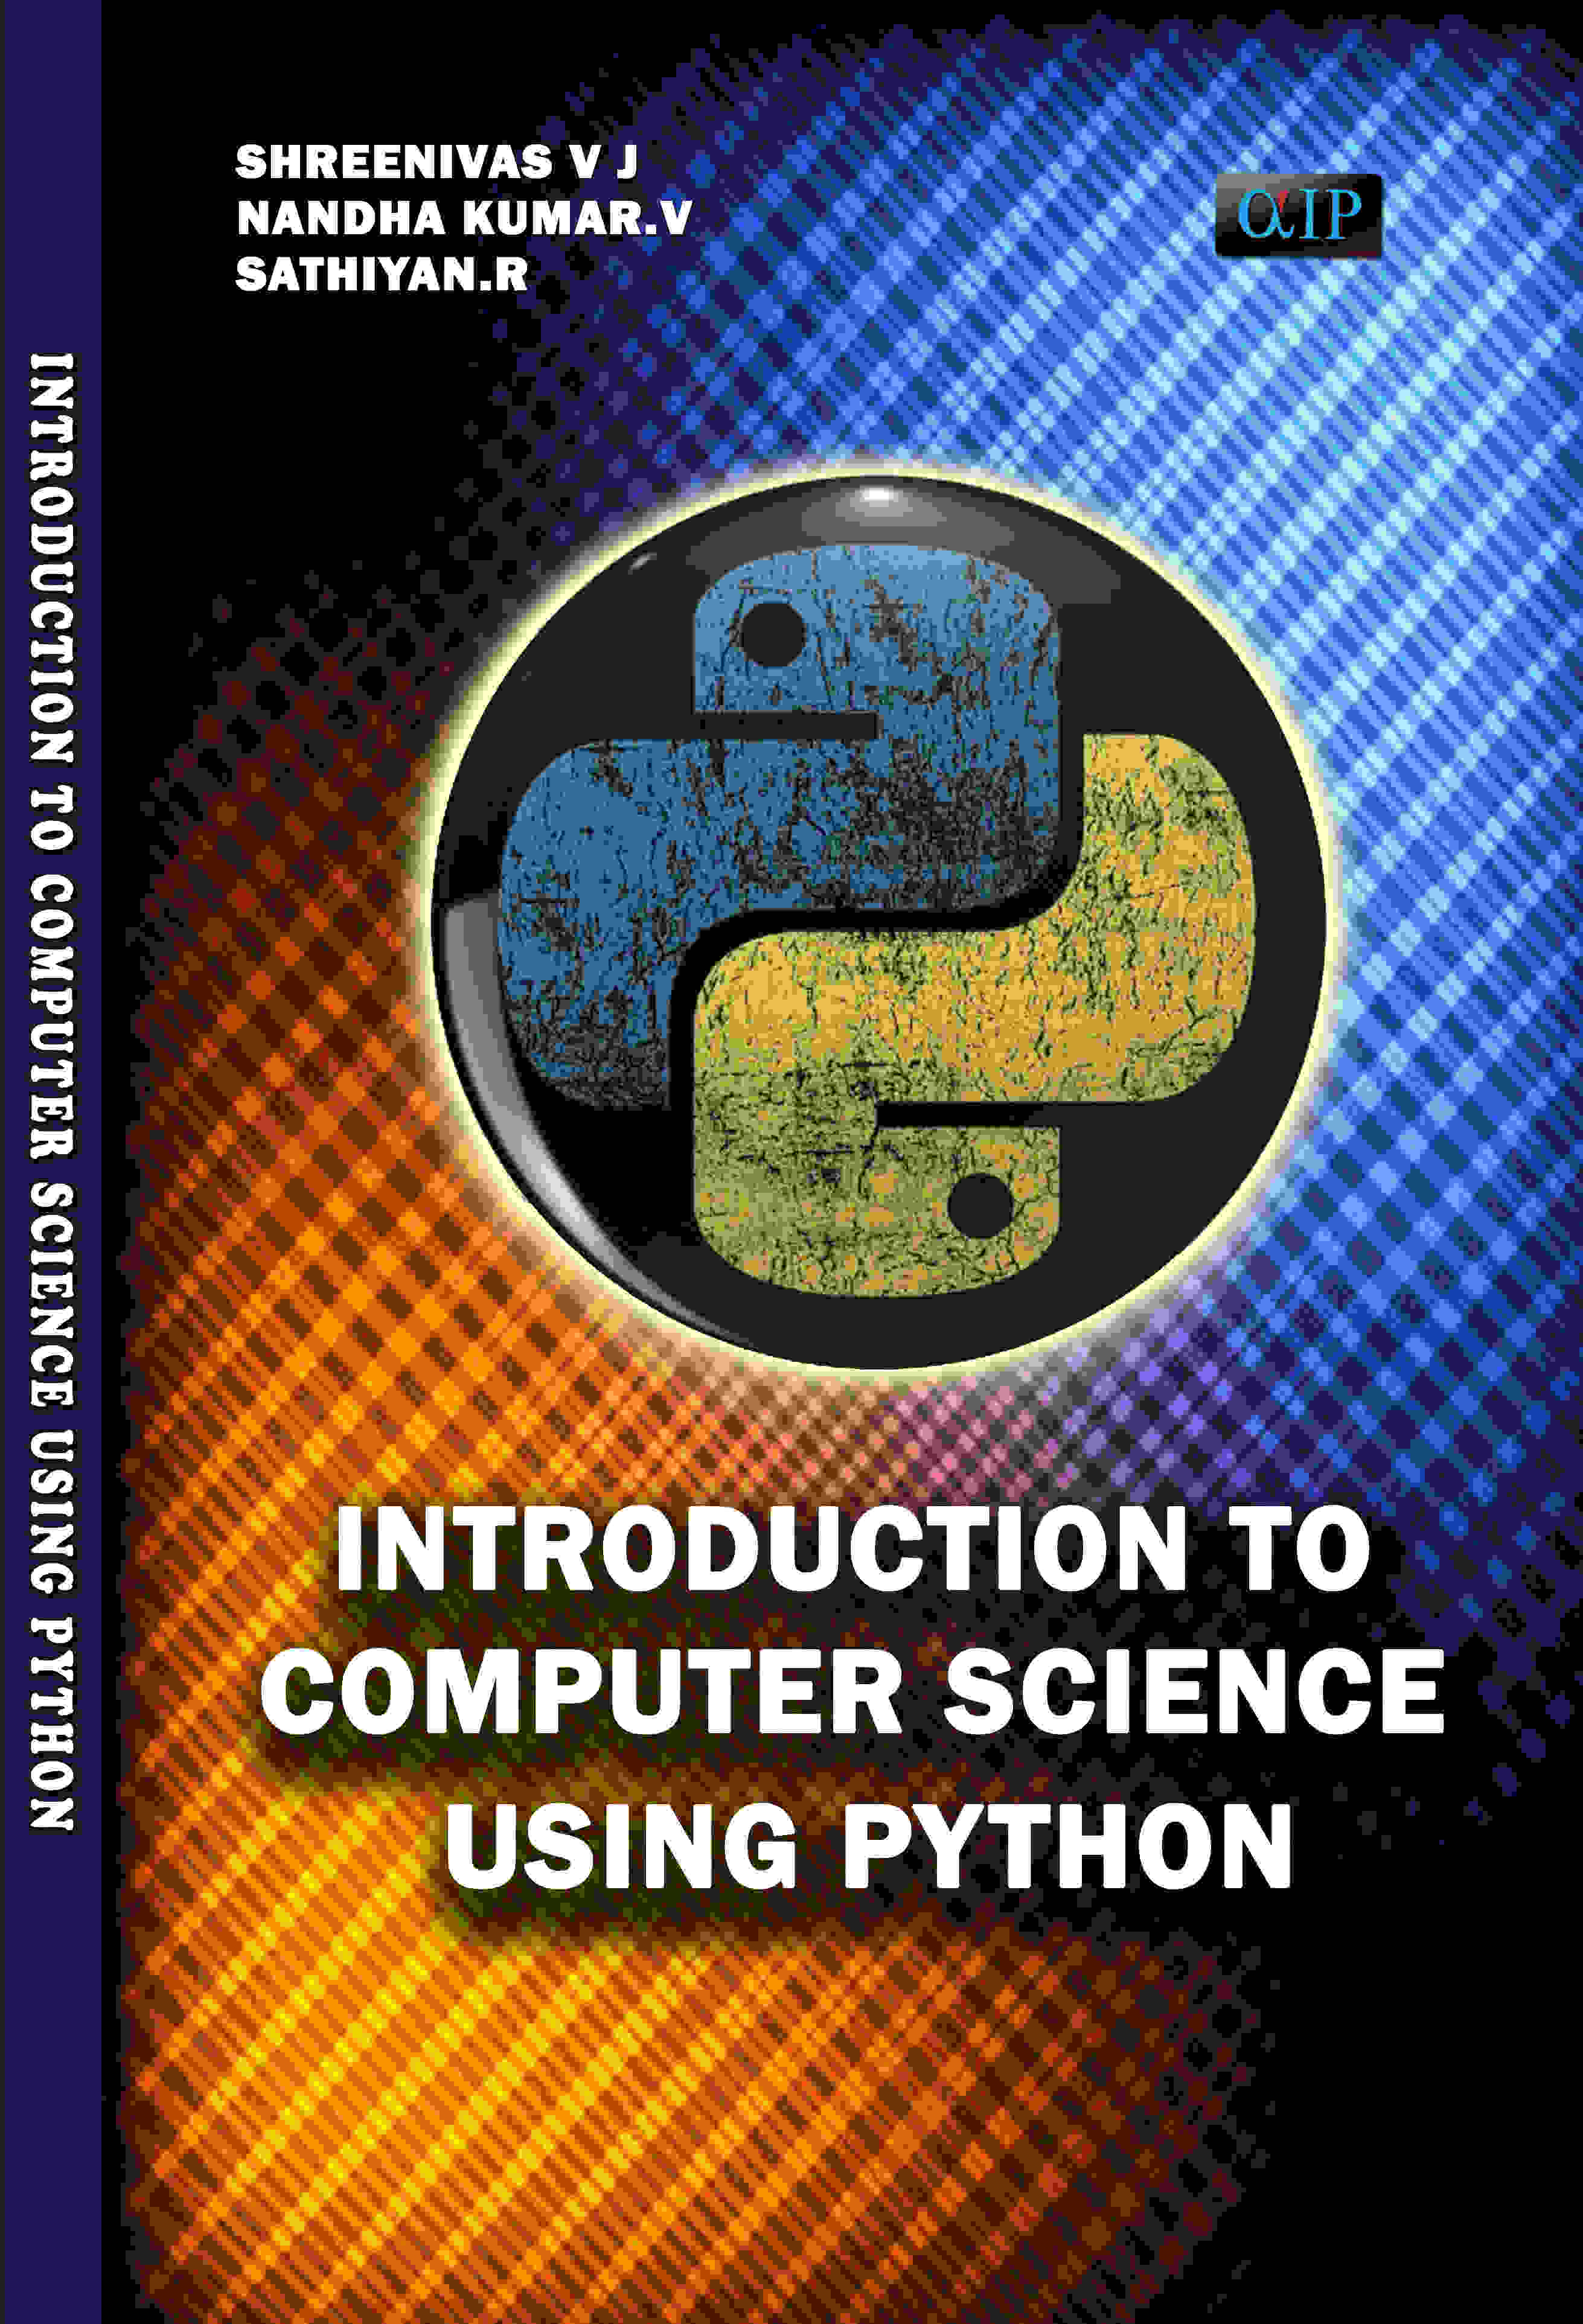 SHREENIVAS V J
NANDHA KUMAR.V
SATHIYAN.R
αIP
INTRODUCTION TO COMPUTER SCIENCE USING PYTHON
INTRODUCTION TO
COMPUTER SCIENCE
USING PYTHON